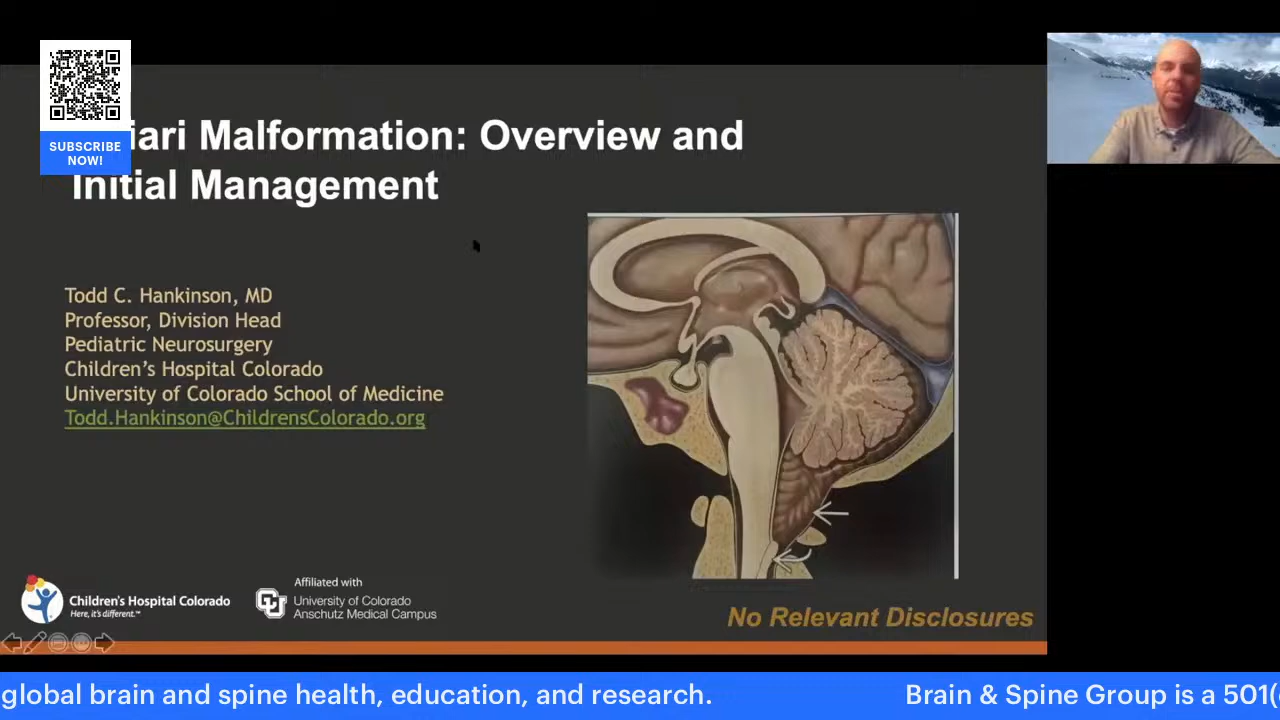 SUBSCRIBE
NOW!
iari Malformation: Overview and
Initial Management
Todd C. Hankinson, MD
Professor, Division Head
Pediatric Neurosurgery
Children's Hospital Colorado
University of Colorado School of Medicine
Todd.Hankinson@ChildrensColorado.org
Children's Hospital Colorado
Here, it's different.™
Affiliated with
CU
University of Colorado
Anschutz Medical Campus
No Relevant Disclosures
global brain and spine health, education, and research. Brain & Spine Group is a 501(